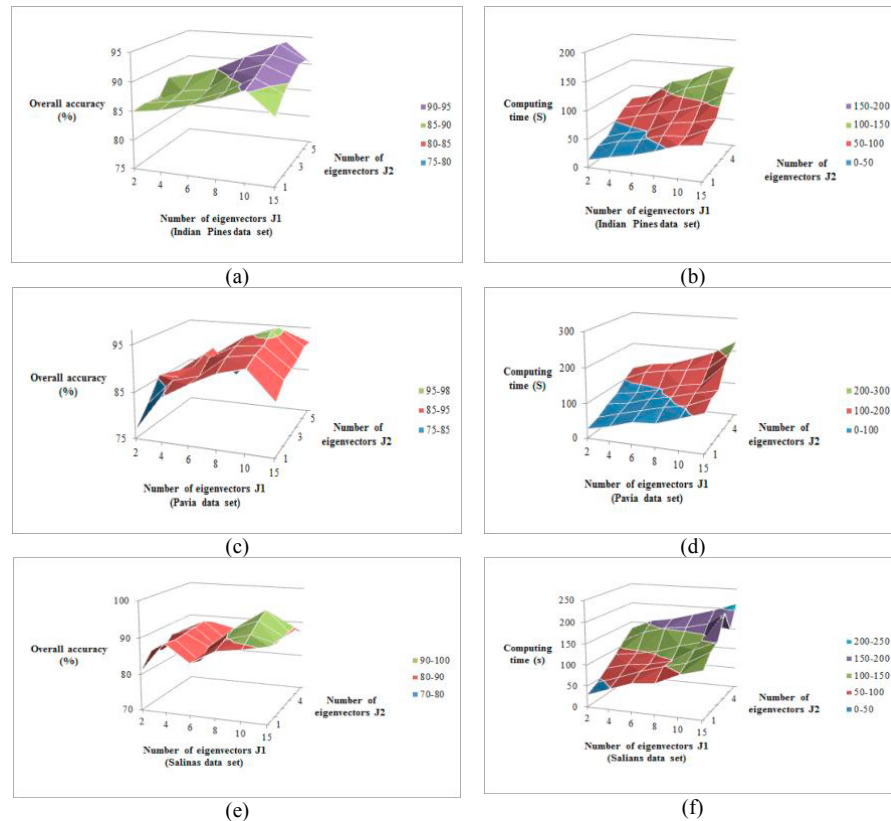 95
90
85
80
75
Overall accuracy
(%)
2
4
6
8
10
15
1
3
5
Number of
eigenvectors J2
Number of eigenvectors J1
(Indian Pines data set)
90-95
85-90
80-85
75-80
(a)
200
150
100
50
0
Computing
time (S)
2
4
6
8
10
15
1
4
Number of
eigenvectors J2
Number of eigenvectors J1
(Indian Pines data set)
150-200
100-150
50-100
0-50
(b)
95
85
75
Overall accuracy
(%)
2
4
6
8
10
15
1
3
5
Number of
eigenvectors J2
Number of eigenvectors J1
(Pavia data set)
95-98
85-95
75-85
(c)
300
200
100
0
Computing
time (S)
2
4
6
8
10
15
1
4
Number of
eigenvectors J2
Number of eigenvectors J1
(Pavia data set)
200-300
100-200
0-100
(d)
100
90
80
70
Overall accuracy
(%)
2
4
6
8
10
15
1
4
Number of
eigenvectors J2
Number of eigenvectors J1
(Salinas data set)
90-100
80-90
70-80
(e)
250
200
150
100
50
0
Computing
time (s)
2
4
6
8
10
15
1
4
Number of
eigenvectors J2
Number of eigenvectors J1
(Salians data set)
200-250
150-200
100-150
50-100
0-50
(f)